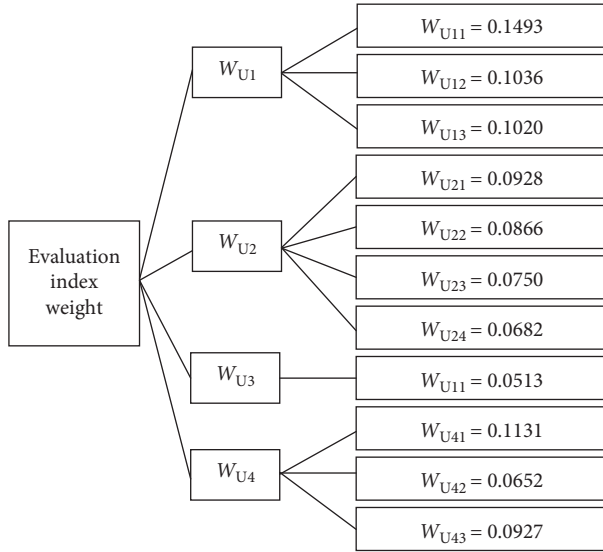 Evaluation
index
weight
W_U1
W_U11 = 0.1493
W_U12 = 0.1036
W_U13 = 0.1020
W_U2
W_U21 = 0.0928
W_U22 = 0.0866
W_U23 = 0.0750
W_U24 = 0.0682
W_U3
W_U11 = 0.0513
W_U4
W_U41 = 0.1131
W_U42 = 0.0652
W_U43 = 0.0927